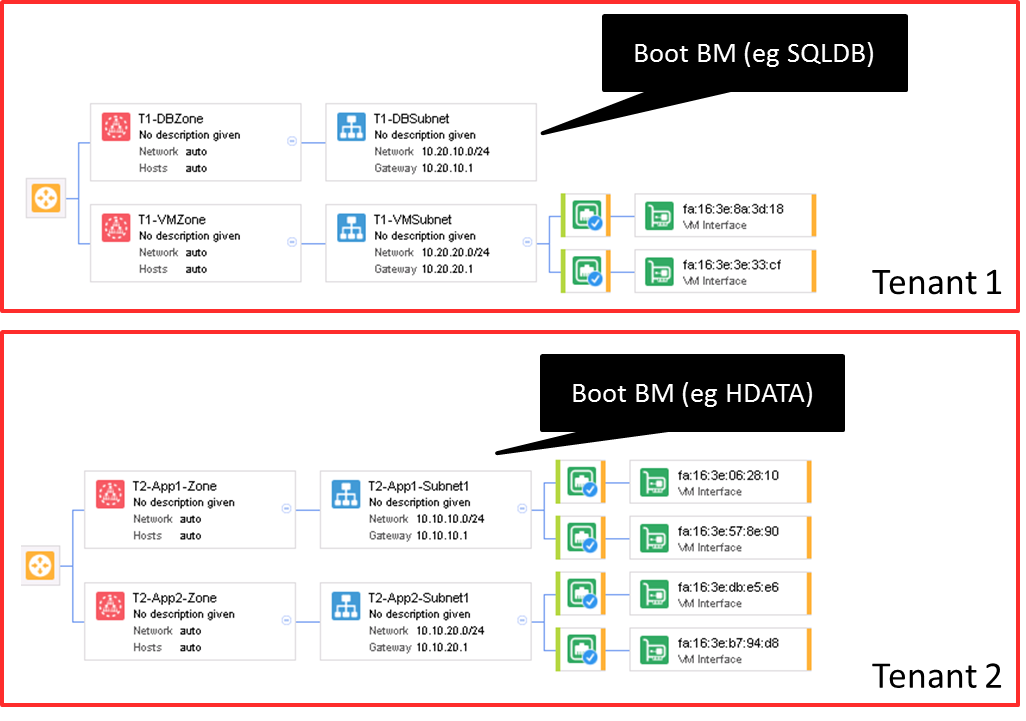 Boot BM (eg SQLDB)
T1-DBZone
No description given
Network auto
Hosts auto
T1-DBSubnet
No description given
Network 10.20.10.0/24
Gateway 10.20.10.1
T1-VMZone
No description given
Network auto
Hosts auto
T1-VMSubnet
No description given
Network 10.20.20.0/24
Gateway 10.20.20.1
fa:16:3e:8a:3d:18
VM Interface
fa:16:3e:3e:33:cf
VM Interface
Tenant 1
Boot BM (eg HDATA)
T2-App1-Zone
No description given
Network auto
Hosts auto
T2-App1-Subnet1
No description given
Network 10.10.10.0/24
Gateway 10.10.10.1
fa:16:3e:06:28:10
VM Interface
fa:16:3e:57:8e:90
VM Interface
T2-App2-Zone
No description given
Network auto
Hosts auto
T2-App2-Subnet1
No description given
Network 10.10.20.0/24
Gateway 10.10.20.1
fa:16:3e:db:e5:e6
VM Interface
fa:16:3e:b7:94:d8
VM Interface
Tenant 2